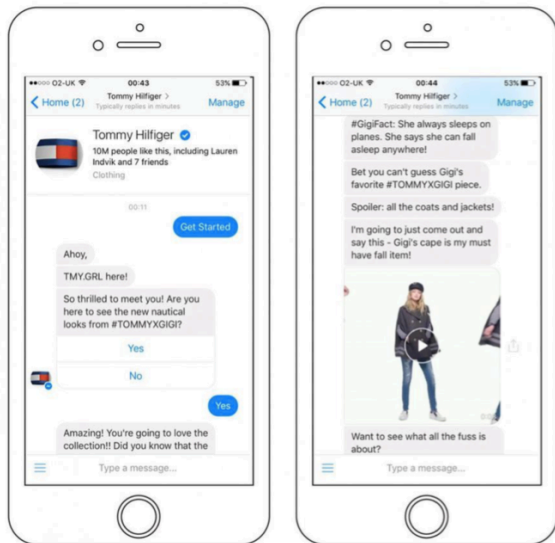 O2-UK 00:43 53%
Home (2) Tommy Hilfiger > Manage
Typically replies in minutes
Tommy Hilfiger
10M people like this, including Lauren
Indvik and 7 friends
Clothing
00:11
Get Started
Ahoy,
TMY.GRL here!
So thrilled to meet you! Are you
here to see the new nautical
looks from #TOMMYXGIGI?
Yes
No
Yes
Amazing! You're going to love the
collection!! Did you know that the
Type a message...
O2-UK 00:44 53%
Home (2) Tommy Hilfiger > Manage
Typically replies in minutes
#GigiFact: She always sleeps on
planes. She says she can fall
asleep anywhere!
Bet you can't guess Gigi's
favorite #TOMMYXGIGI piece.
Spoiler: all the coats and jackets!
I'm going to just come out and
say this - Gigi's cape is my must
have fall item!
Want to see what all the fuss is
about?
Type a message...